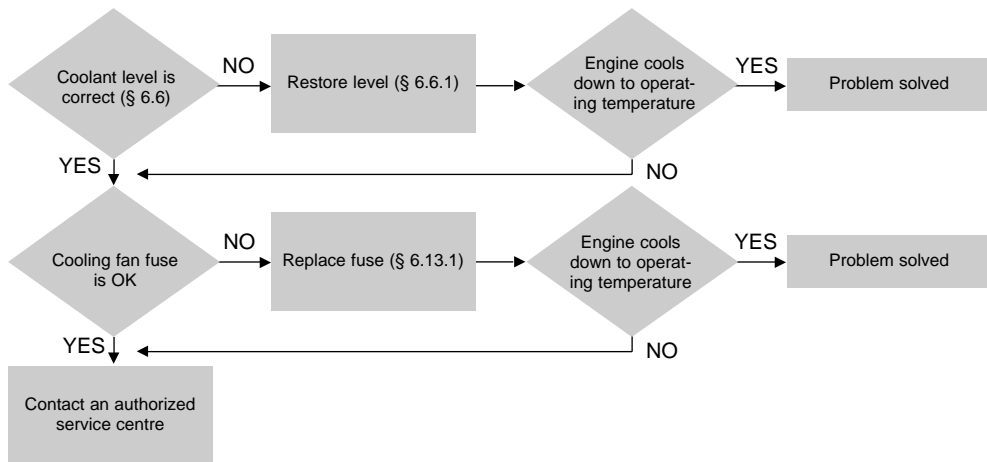 Coolant level is
correct (§ 6.6)
NO
Restore level (§ 6.6.1)
Engine cools
down to operat-
ing temperature
YES
Problem solved
YES
NO
Cooling fan fuse
is OK
NO
Replace fuse (§ 6.13.1)
Engine cools
down to operat-
ing temperature
YES
Problem solved
YES
NO
Contact an authorized
service centre